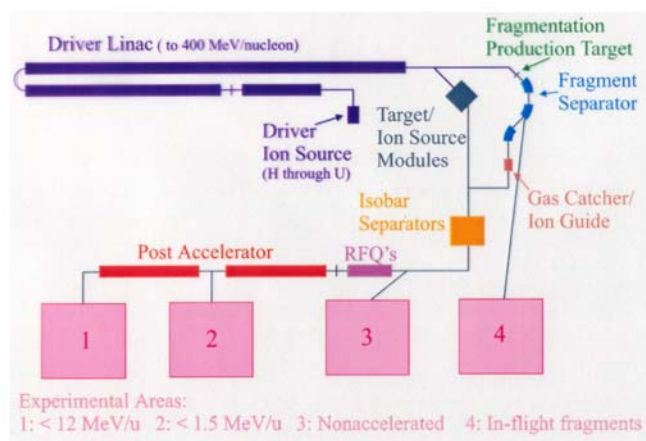 Driver Linac ( to 400 MeV/nucleon)
Fragmentation
Production Target
Fragment
Separator
Driver
Ion Source
(H through U)
Target/
Ion Source
Modules
Gas Catcher/
Ion Guide
Isobar
Separators
Post Accelerator
RFQ's
1
2
3
4
Experimental Areas:
1: < 12 MeV/u 2: < 1.5 MeV/u 3: Nonaccelerated 4: In-flight fragments